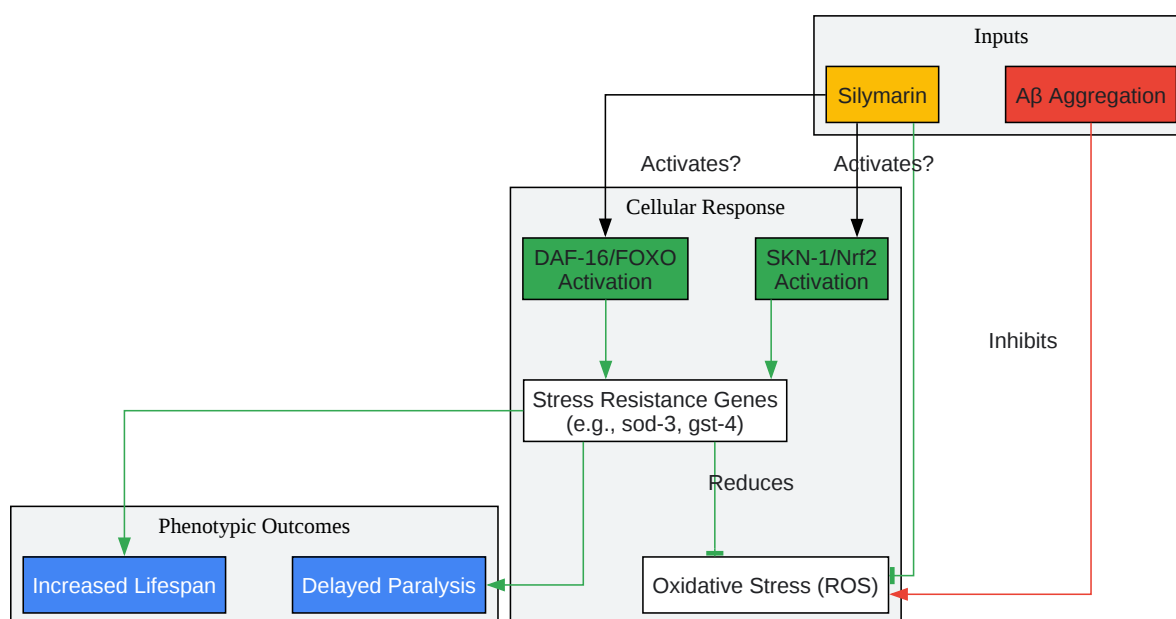 Inputs
Silymarin
Aβ Aggregation
Activates?
Activates?
Cellular Response
DAF-16/FOXO
Activation
SKN-1/Nrf2
Activation
Inhibits
Stress Resistance Genes
(e.g., sod-3, gst-4)
Reduces
Phenotypic Outcomes
Increased Lifespan
Delayed Paralysis
Oxidative Stress (ROS)